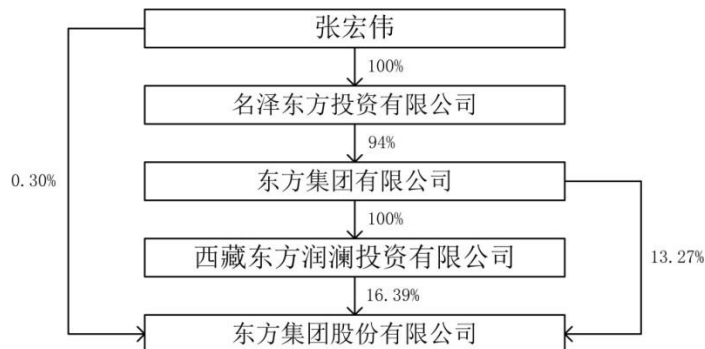 张宏伟
100%
名泽东方投资有限公司
94%
0.30%
东方集团有限公司
100%
西藏东方润澜投资有限公司
13.27%
16.39%
东方集团股份有限公司